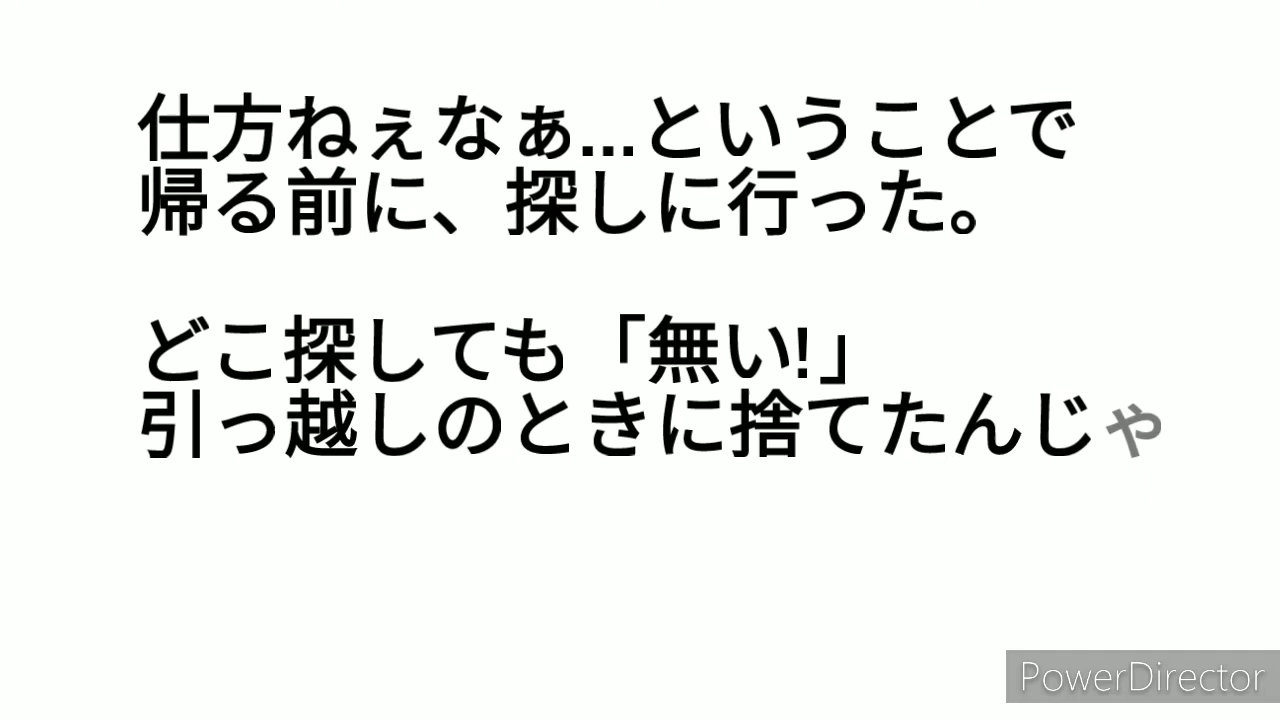 仕方ねぇなぁ...ということで
帰る前に、探しに行った。
どこ探しても「無い!」
引っ越しのときに捨てたんじゃ
PowerDirector